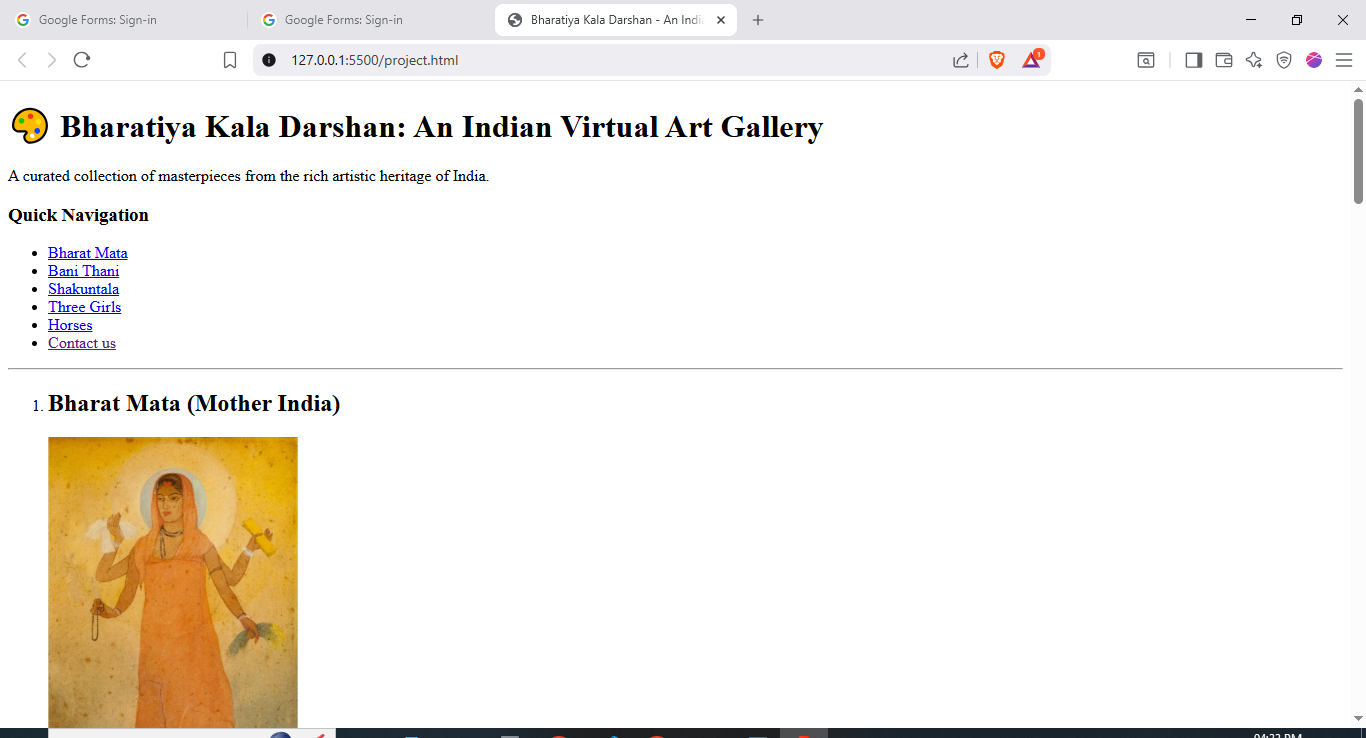 Google Forms: Sign-in
Google Forms: Sign-in
Bharatiya Kala Darshan - An Indi
127.0.0.1:5500/project.html
1
Bharatiya Kala Darshan: An Indian Virtual Art Gallery
A curated collection of masterpieces from the rich artistic heritage of India.
Quick Navigation
Bharat Mata
Bani Thani
Shakuntala
Three Girls
Horses
Contact us
1. Bharat Mata (Mother India)